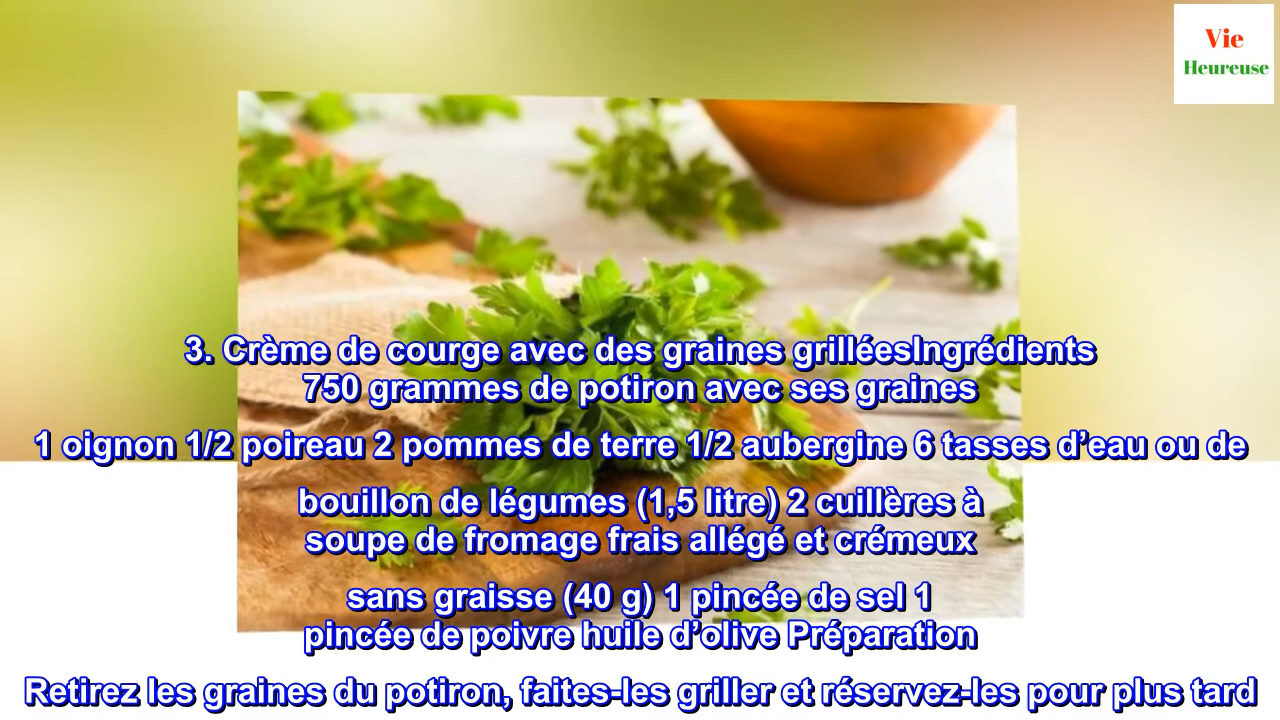 Vie
Heureuse
3. Crème de courge avec des graines grilléesIngrédients
750 grammes de potiron avec ses graines
1 oignon 1/2 poireau 2 pommes de terre 1/2 aubergine 6 tasses d’eau ou de
bouillon de légumes (1,5 litre) 2 cuillères à
soupe de fromage frais allégé et crémeux
sans graisse (40 g) 1 pincée de sel 1
pincée de poivre huile d’olive Préparation
Retirez les graines du potiron, faites-les griller et réservez-les pour plus tard